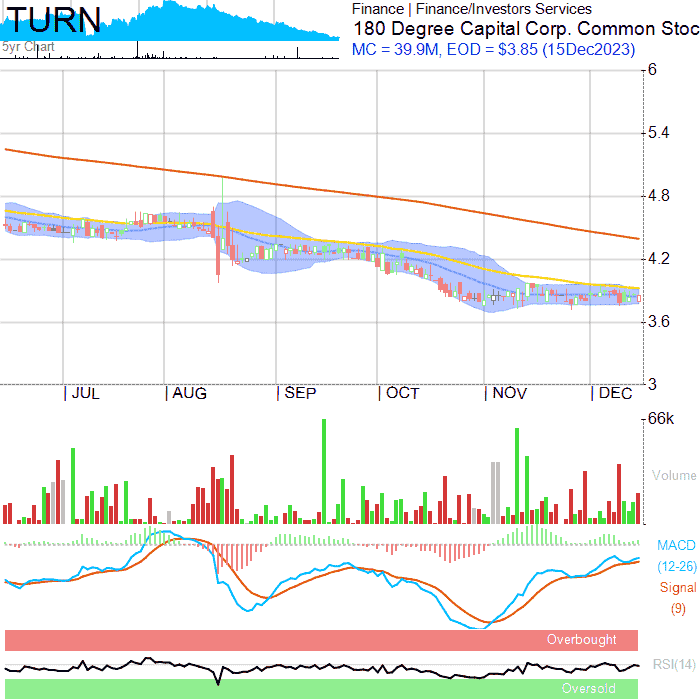 TURN
5yr Chart
Finance | Finance/Investors Services
180 Degree Capital Corp. Common Stoc
MC = 39.9M, EOD = $3.85 (15Dec2023)
6
5.4
4.8
4.2
3.6
3
JUL
AUG
SEP
OCT
NOV
DEC
66k
Volume
MACD
(12-26)
Signal
(9)
Overbought
RSI(14)
Oversold